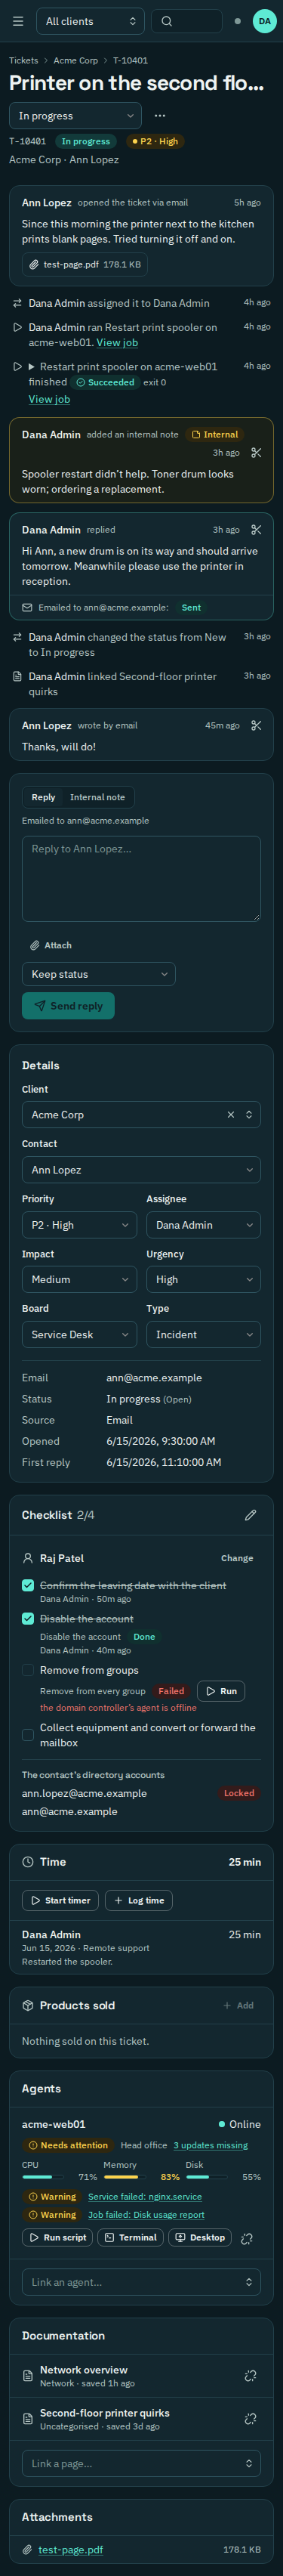 All clients
DA
Tickets > Acme Corp > T-10401
Printer on the second flo...
In progress
T-10401 In progress P2 · High
Acme Corp · Ann Lopez
Ann Lopez opened the ticket via email 5h ago
Since this morning the printer next to the kitchen
prints blank pages. Tried turning it off and on.
test-page.pdf 178.1 KB
Dana Admin assigned it to Dana Admin 4h ago
Dana Admin ran Restart print spooler on 4h ago
acme-web01. View job
Restart print spooler on acme-web01 4h ago
finished Succeeded exit 0
View job
Dana Admin added an internal note Internal
3h ago
Spooler restart didn't help. Toner drum looks
worn; ordering a replacement.
Dana Admin replied 3h ago
Hi Ann, a new drum is on its way and should arrive
tomorrow. Meanwhile please use the printer in
reception.
Emailed to ann@acme.example: Sent
Dana Admin changed the status from New 3h ago
to In progress
Dana Admin linked Second-floor printer 3h ago
quirks
Ann Lopez wrote by email 45m ago
Thanks, will do!
Reply Internal note
Emailed to ann@acme.example
Reply to Ann Lopez...
Attach
Keep status
Send reply
Details
Client
Acme Corp
Contact
Ann Lopez
Priority Assignee
P2 · High Dana Admin
Impact Urgency
Medium High
Board Type
Service Desk Incident
Email ann@acme.example
Status In progress (Open)
Source Email
Opened 6/15/2026, 9:30:00 AM
First reply 6/15/2026, 11:10:00 AM
Checklist 2/4
Raj Patel Change
Confirm the leaving date with the client
Dana Admin · 50m ago
Disable the account
Disable the account Done
Dana Admin · 40m ago
Remove from groups
Remove from every group Failed Run
the domain controller's agent is offline
Collect equipment and convert or forward the
mailbox
The contact's directory accounts
ann.lopez@acme.example Locked
ann@acme.example
Time 25 min
Start timer Log time
Dana Admin 25 min
Jun 15, 2026 · Remote support
Restarted the spooler.
Products sold Add
Nothing sold on this ticket.
Agents
acme-web01 Online
Needs attention Head office 3 updates missing
CPU Memory Disk
71% 83% 55%
Warning Service failed: nginx.service
Warning Job failed: Disk usage report
Run script Terminal Desktop
Link an agent...
Documentation
Network overview
Network · saved 1h ago
Second-floor printer quirks
Uncategorised · saved 3d ago
Link a page...
Attachments
test-page.pdf 178.1 KB